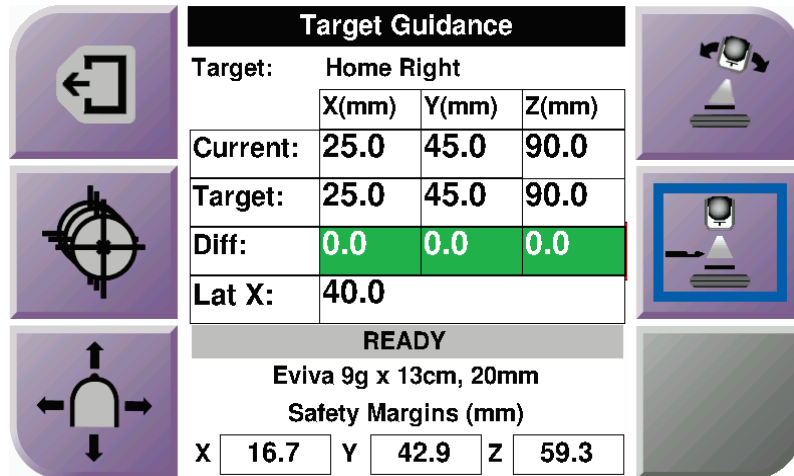 Target Guidance
Target: Home Right
X(mm) Y(mm) Z(mm)
Current: 25.0 45.0 90.0
Target: 25.0 45.0 90.0
Diff: 0.0 0.0 0.0
Lat X: 40.0
READY
Eviva 9g x 13cm, 20mm
Safety Margins (mm)
X 16.7 Y 42.9 Z 59.3